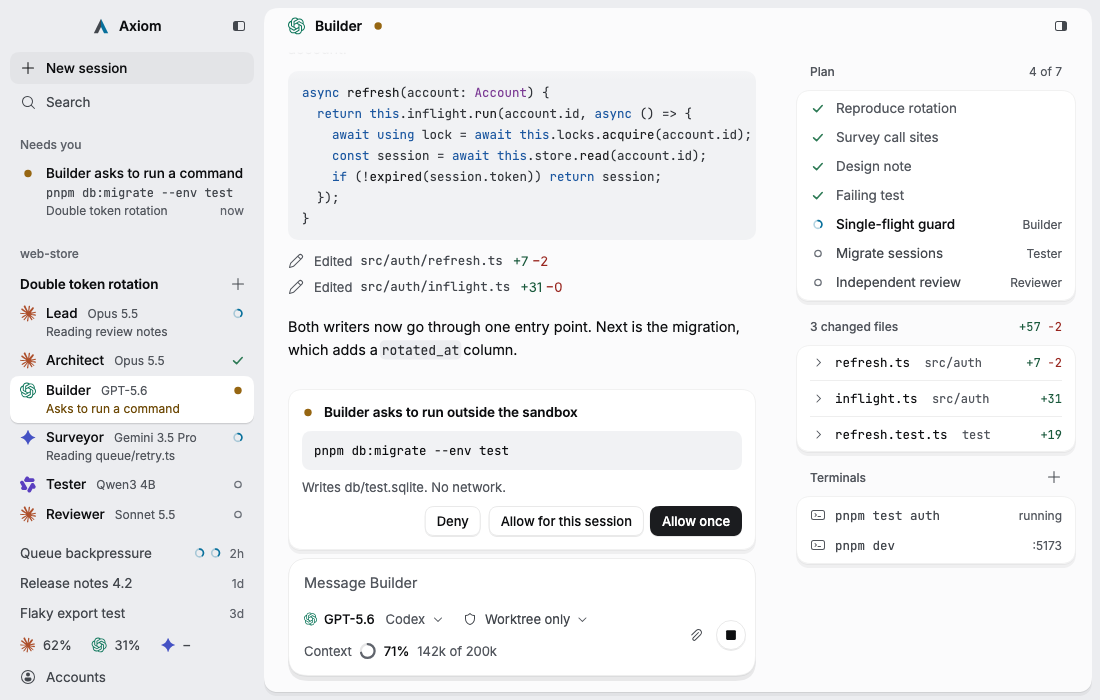 Axiom
New session
Search
Needs you
Builder asks to run a command
pnpm db:migrate --env test
Double token rotation now
web-store
Double token rotation
Lead Opus 5.5
Reading review notes
Architect Opus 5.5
Builder GPT-5.6
Asks to run a command
Surveyor Gemini 3.5 Pro
Reading queue/retry.ts
Tester Qwen3 4B
Reviewer Sonnet 5.5
Queue backpressure 2h
Release notes 4.2 1d
Flaky export test 3d
62% 31% –
Accounts
Builder
async refresh(account: Account) {
return this.inflight.run(account.id, async () => {
await using lock = await this.locks.acquire(account.id);
const session = await this.store.read(account.id);
if (!expired(session.token)) return session;
});
}
Edited src/auth/refresh.ts +7 −2
Edited src/auth/inflight.ts +31 −0
Both writers now go through one entry point. Next is the migration,
which adds a rotated_at column.
Builder asks to run outside the sandbox
pnpm db:migrate --env test
Writes db/test.sqlite. No network.
Deny Allow for this session Allow once
Message Builder
GPT-5.6 Codex Worktree only
Context 71% 142k of 200k
Plan 4 of 7
Reproduce rotation
Survey call sites
Design note
Failing test
Single-flight guard Builder
Migrate sessions Tester
Independent review Reviewer
3 changed files +57 -2
refresh.ts src/auth +7 -2
inflight.ts src/auth +31
refresh.test.ts test +19
Terminals
pnpm test auth running
pnpm dev :5173